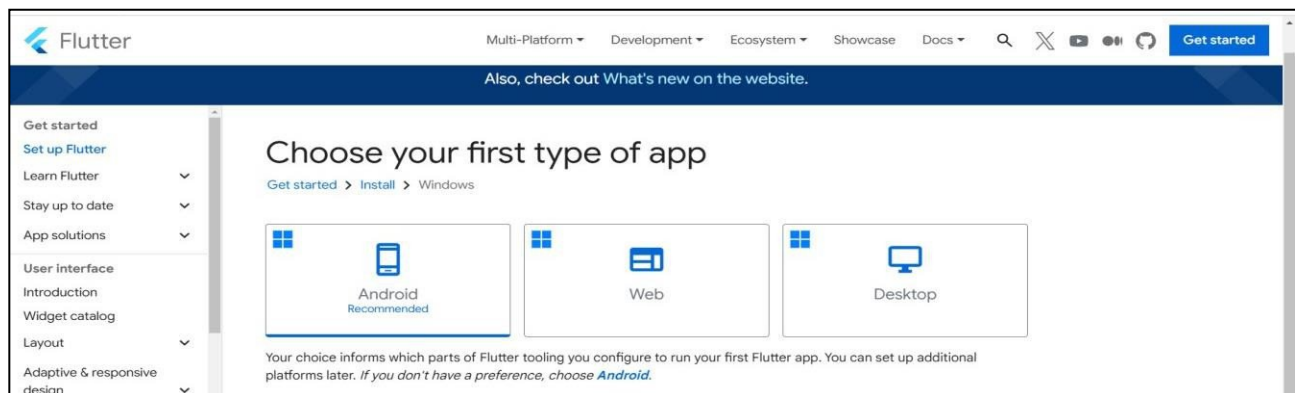 Flutter
Multi-Platform Development Ecosystem Showcase Docs Get started
Also, check out What's new on the website.
Get started
Set up Flutter
Learn Flutter
Stay up to date
App solutions
User interface
Introduction
Widget catalog
Layout
Adaptive & responsive
design
Choose your first type of app
Get started > Install > Windows
Android
Recommended
Web
Desktop
Your choice informs which parts of Flutter tooling you configure to run your first Flutter app. You can set up additional
platforms later. If you don't have a preference, choose Android.